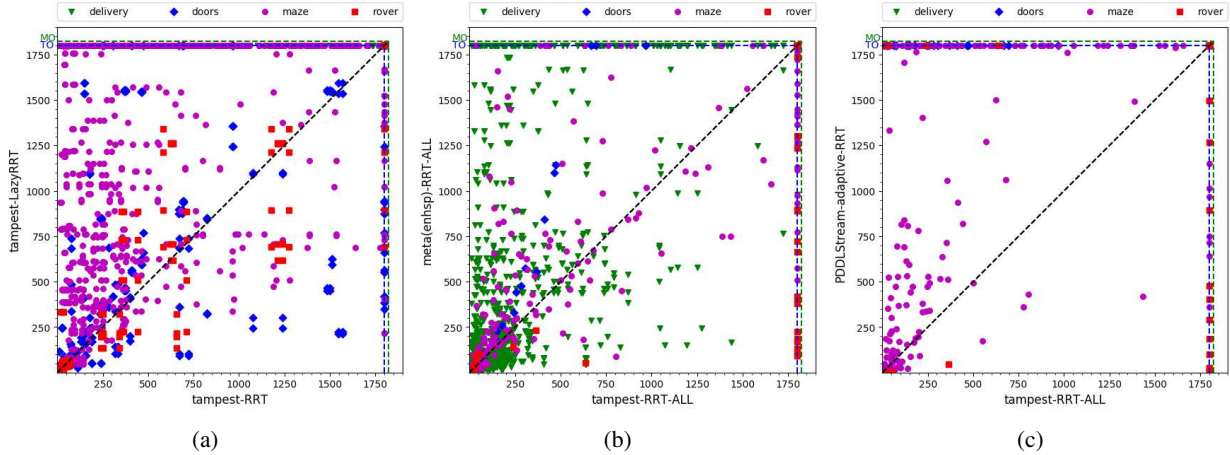 delivery doors maze rover
MO
TO
1750
1500
1250
1000
750
500
250
250 500 750 1000 1250 1500 1750
tampest-LazyRRT
tampest-RRT
(a)
delivery doors maze rover
MO
TO
1750
1500
1250
1000
750
500
250
250 500 750 1000 1250 1500 1750
meta(enhsp)-RRT-ALL
tampest-RRT-ALL
(b)
delivery doors maze rover
MO
TO
1750
1500
1250
1000
750
500
250
250 500 750 1000 1250 1500 1750
PDDLStream-adaptive-RRT
tampest-RRT-ALL
(c)